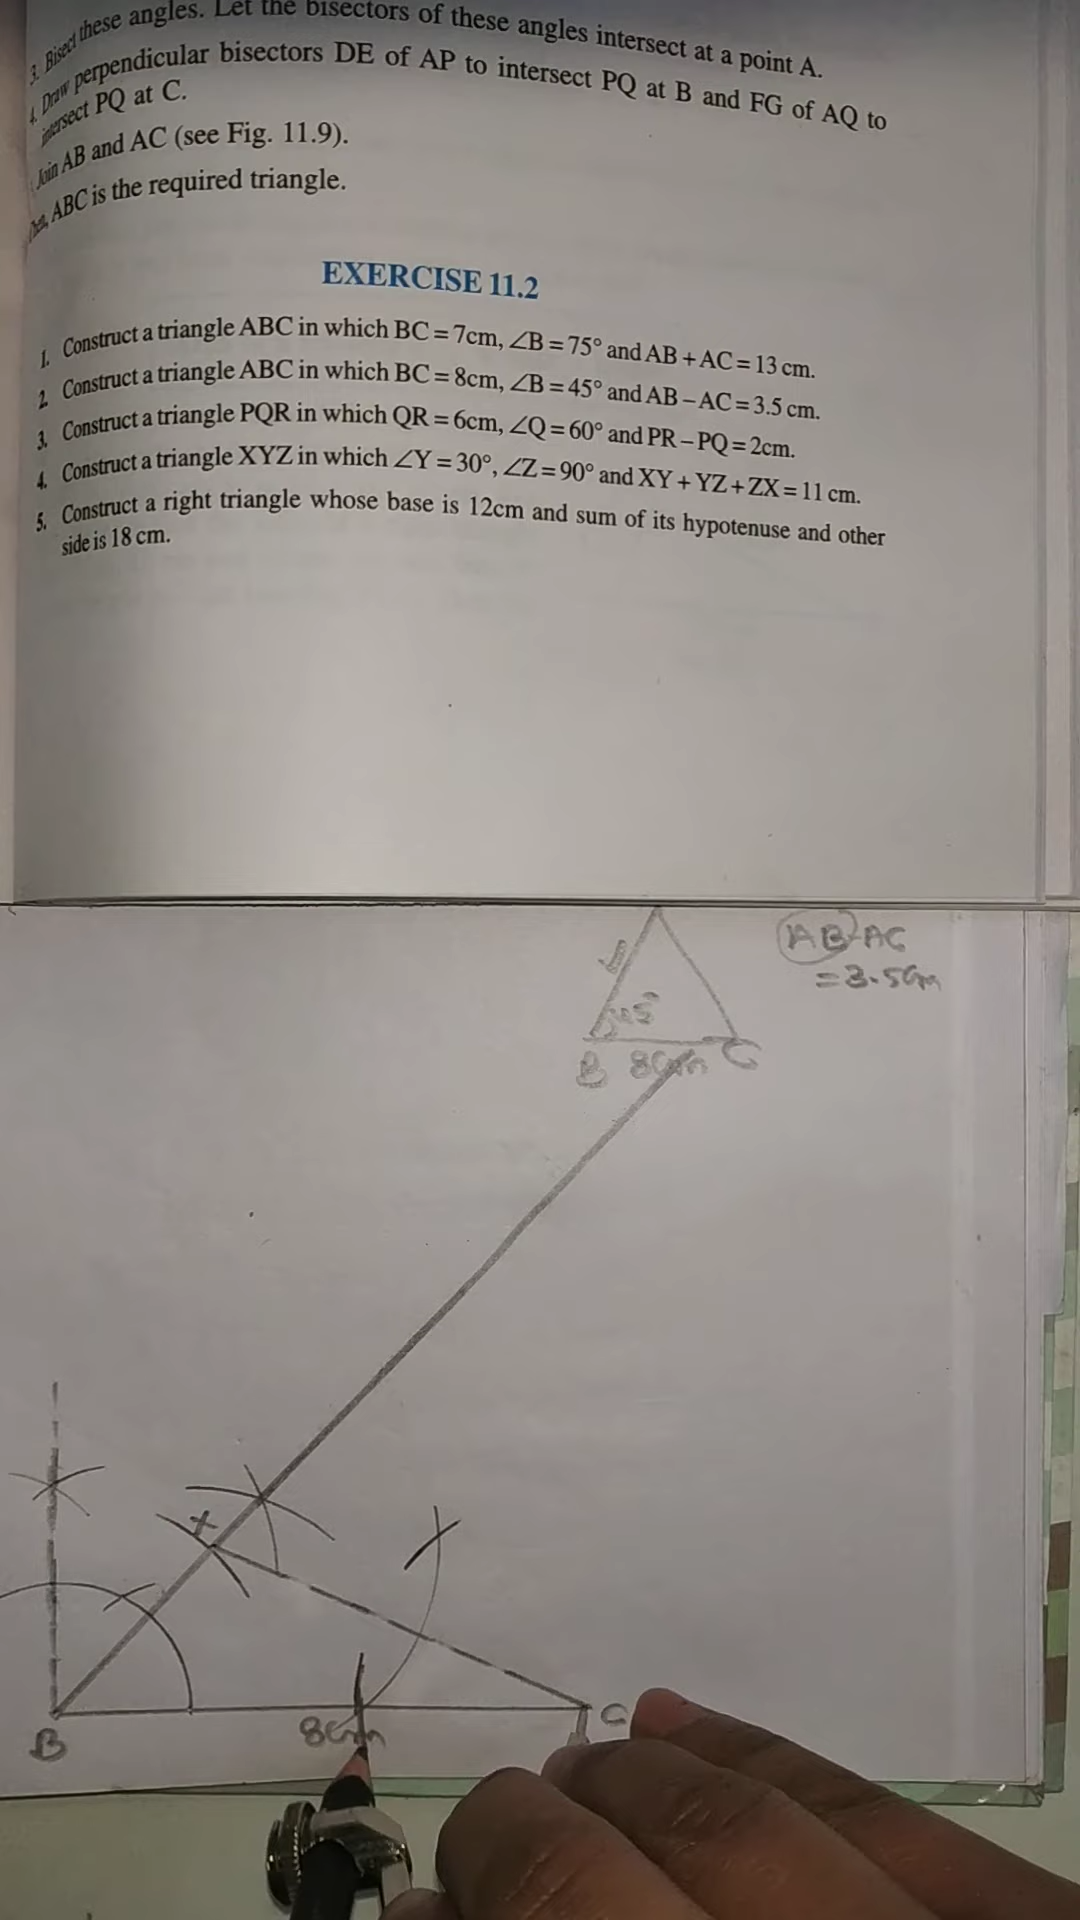 3. Bisect these angles. Let the bisectors of these angles intersect at a point A.
4. Draw perpendicular bisectors DE of AP to intersect PQ at B and FG of AQ to
intersect PQ at C.
Join AB and AC (see Fig. 11.9).
Then, ABC is the required triangle.
EXERCISE 11.2
1. Construct a triangle ABC in which BC = 7cm, ∠B = 75° and AB + AC = 13 cm.
2. Construct a triangle ABC in which BC = 8cm, ∠B = 45° and AB – AC = 3.5 cm.
3. Construct a triangle PQR in which QR = 6cm, ∠Q = 60° and PR – PQ = 2cm.
4. Construct a triangle XYZ in which ∠Y = 30°, ∠Z = 90° and XY + YZ + ZX = 11 cm.
5. Construct a right triangle whose base is 12cm and sum of its hypotenuse and other
side is 18 cm.
AB-AC
=3.5cm
45°
B 8cm C
X
B 8cm C